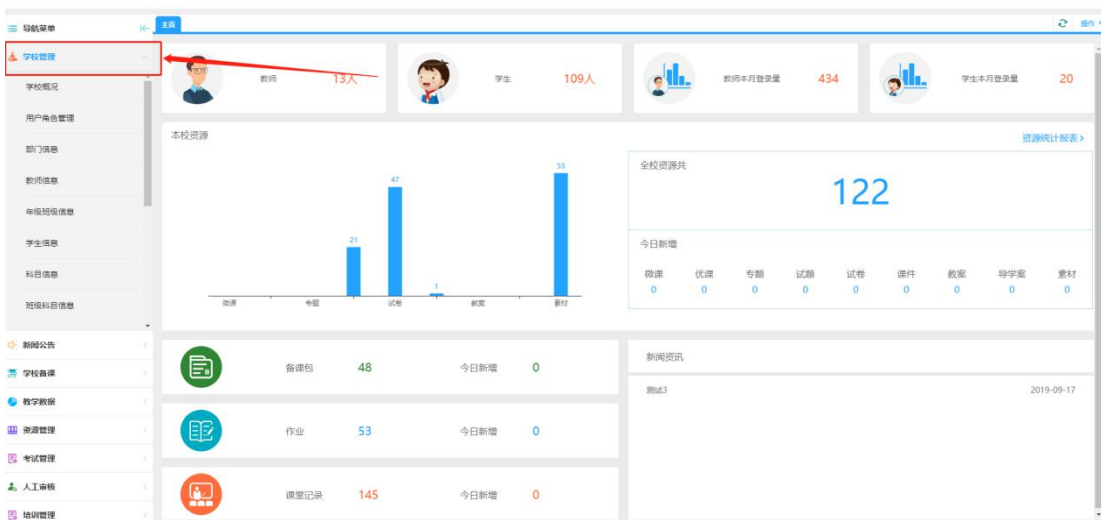 导航菜单
主页
操作
学校管理
学校概况
用户角色管理
部门信息
教师信息
年级班级信息
学生信息
科目信息
班级科目信息
新闻公告
学校备课
教学数据
资源管理
考试管理
人工审核
培训管理
教师 13人
学生 109人
教师本月登录量 434
学生本月登录量 20
本校资源
资源统计报表>
21
47
1
53
微课 专题 试卷 教案 素材
全校资源共
122
今日新增
微课 优课 专题 试题 试卷 课件 教案 导学案 素材
0 0 0 0 0 0 0 0 0
备课包 48 今日新增 0
作业 53 今日新增 0
课堂记录 145 今日新增 0
新闻资讯
测试3 2019-09-17